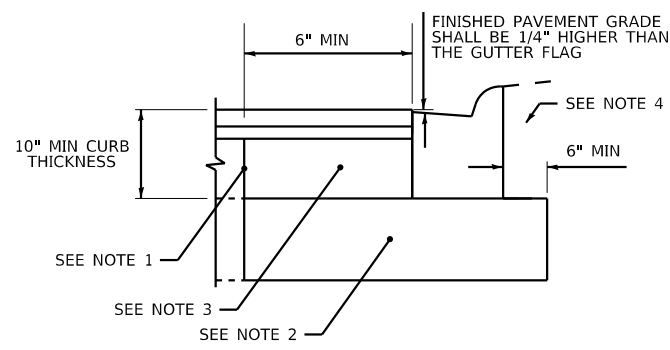 FINISHED PAVEMENT GRADE
SHALL BE 1/4" HIGHER THAN
THE GUTTER FLAG
6" MIN
SEE NOTE 4
10" MIN CURB
THICKNESS
6" MIN
SEE NOTE 1
SEE NOTE 3
SEE NOTE 2